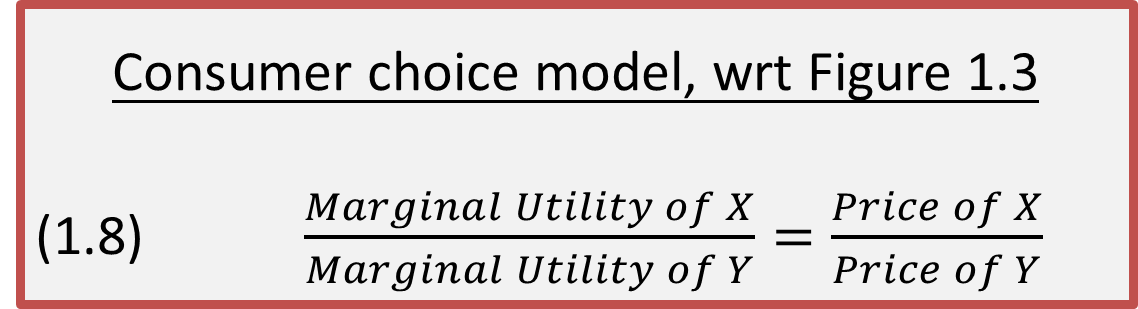 Consumer choice model, wrt Figure 1.3
(1.8) Marginal Utility of X / Marginal Utility of Y = Price of X / Price of Y